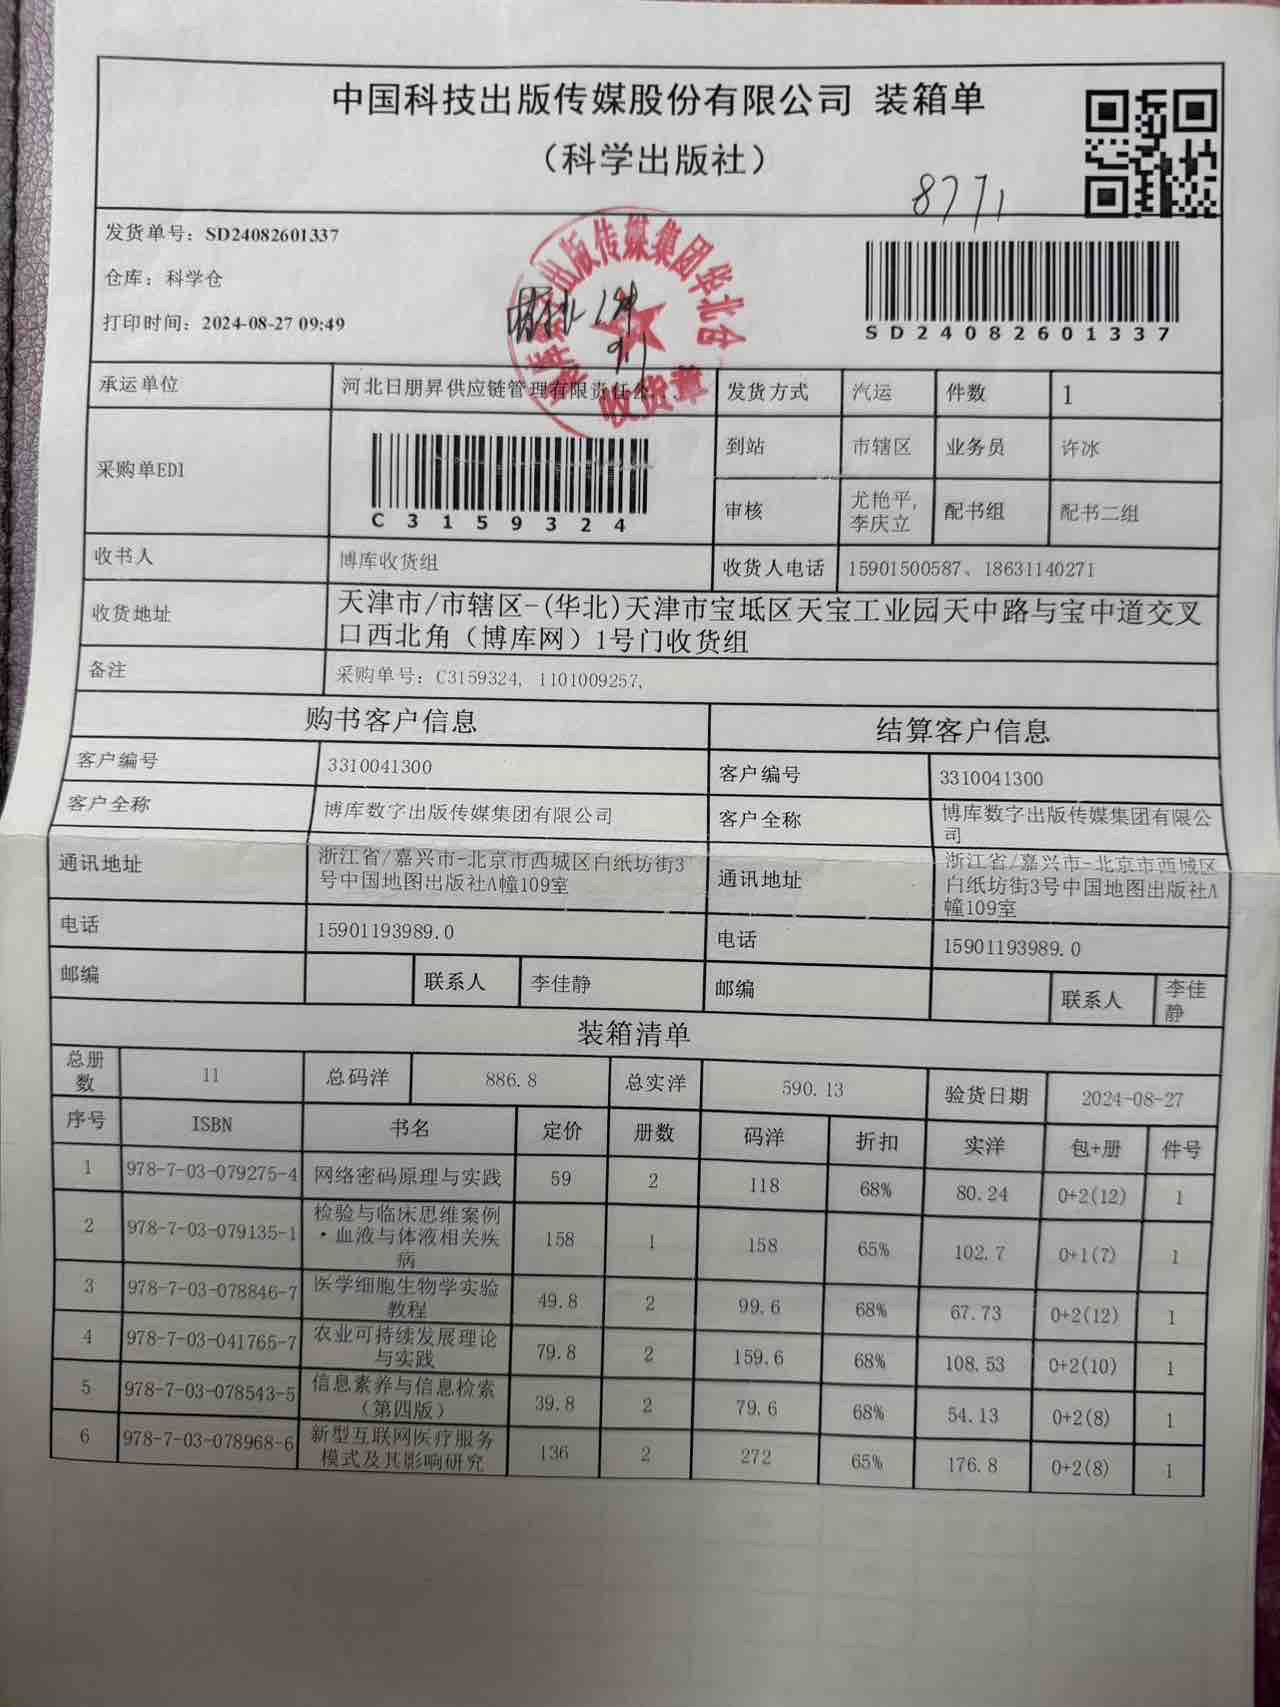 中国科技出版传媒股份有限公司 装箱单
（科学出版社）
8771
发货单号：SD24082601337
仓库：科学仓
打印时间：2024-08-27 09:49
SD24082601337
出版传媒集团华北仓
收货章
9.1
承运单位 河北日朋昇供应链管理有限责任公 发货方式 汽运 件数 1
采购单EDI C3159324 到站 市辖区 业务员 许冰
审核 尤艳平,李庆立 配书组 配书二组
收书人 博库收货组 收货人电话 15901500587、18631140271
收货地址 天津市/市辖区-(华北)天津市宝坻区天宝工业园天中路与宝中道交叉
口西北角（博库网）1号门收货组
备注 采购单号：C3159324, 1101009257,
购书客户信息 结算客户信息
客户编号 3310041300 客户编号 3310041300
客户全称 博库数字出版传媒集团有限公司 客户全称 博库数字出版传媒集团有限公司
通讯地址 浙江省/嘉兴市-北京市西城区白纸坊街3号中国地图出版社A幢109室 通讯地址 浙江省/嘉兴市-北京市西城区白纸坊街3号中国地图出版社A幢109室
电话 15901193989.0 电话 15901193989.0
邮编 联系人 李佳静 邮编 联系人 李佳静
装箱清单
总册数 11 总码洋 886.8 总实洋 590.13 验货日期 2024-08-27
序号 ISBN 书名 定价 册数 码洋 折扣 实洋 包+册 件号
1 978-7-03-079275-4 网络密码原理与实践 59 2 118 68% 80.24 0+2(12) 1
2 978-7-03-079135-1 检验与临床思维案例·血液与体液相关疾病 158 1 158 65% 102.7 0+1(7) 1
3 978-7-03-078846-7 医学细胞生物学实验教程 49.8 2 99.6 68% 67.73 0+2(12) 1
4 978-7-03-041765-7 农业可持续发展理论与实践 79.8 2 159.6 68% 108.53 0+2(10) 1
5 978-7-03-078543-5 信息素养与信息检索（第四版） 39.8 2 79.6 68% 54.13 0+2(8) 1
6 978-7-03-078968-6 新型互联网医疗服务模式及其影响研究 136 2 272 65% 176.8 0+2(8) 1